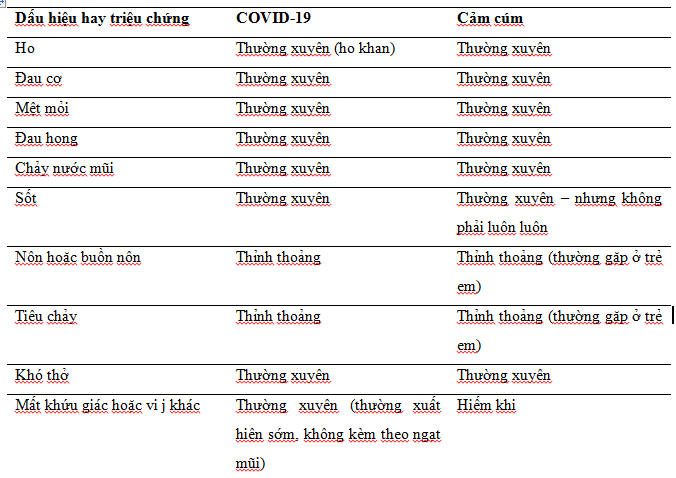 Dấu hiệu hay triệu chứng COVID-19 Cảm cúm
Ho Thường xuyên (ho khan) Thường xuyên
Đau cơ Thường xuyên Thường xuyên
Mệt mỏi Thường xuyên Thường xuyên
Đau họng Thường xuyên Thường xuyên
Chảy nước mũi Thường xuyên Thường xuyên
Sốt Thường xuyên Thường xuyên – nhưng không
phải luôn luôn
Nôn hoặc buồn nôn Thỉnh thoảng Thỉnh thoảng (thường gặp ở trẻ
em)
Tiêu chảy Thỉnh thoảng Thỉnh thoảng (thường gặp ở trẻ
em)
Khó thở Thường xuyên Thường xuyên
Mất khứu giác hoặc vi j khác Thường xuyên (thường xuất Hiếm khi
hiện sớm, không kèm theo ngạt
mũi)